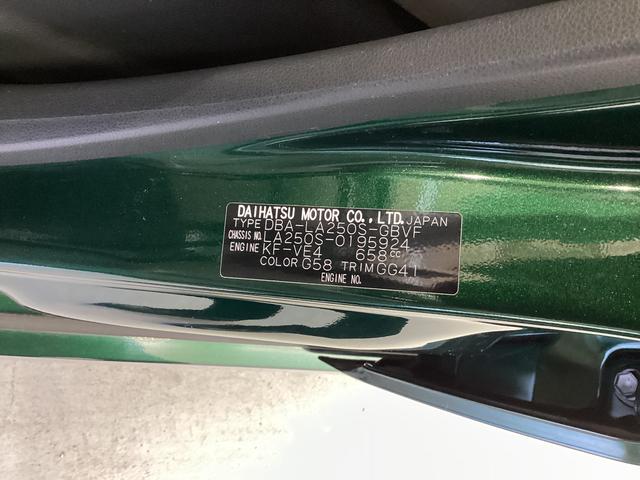 DAIHATSU MOTOR CO., LTD. JAPAN
TYPE DBA-LA250S-GBVF
CHASSIS NO. LA250S-0195924
ENGINE KF-VE4 658cc
COLOR G58 TRIM GG41
ENGINE NO.